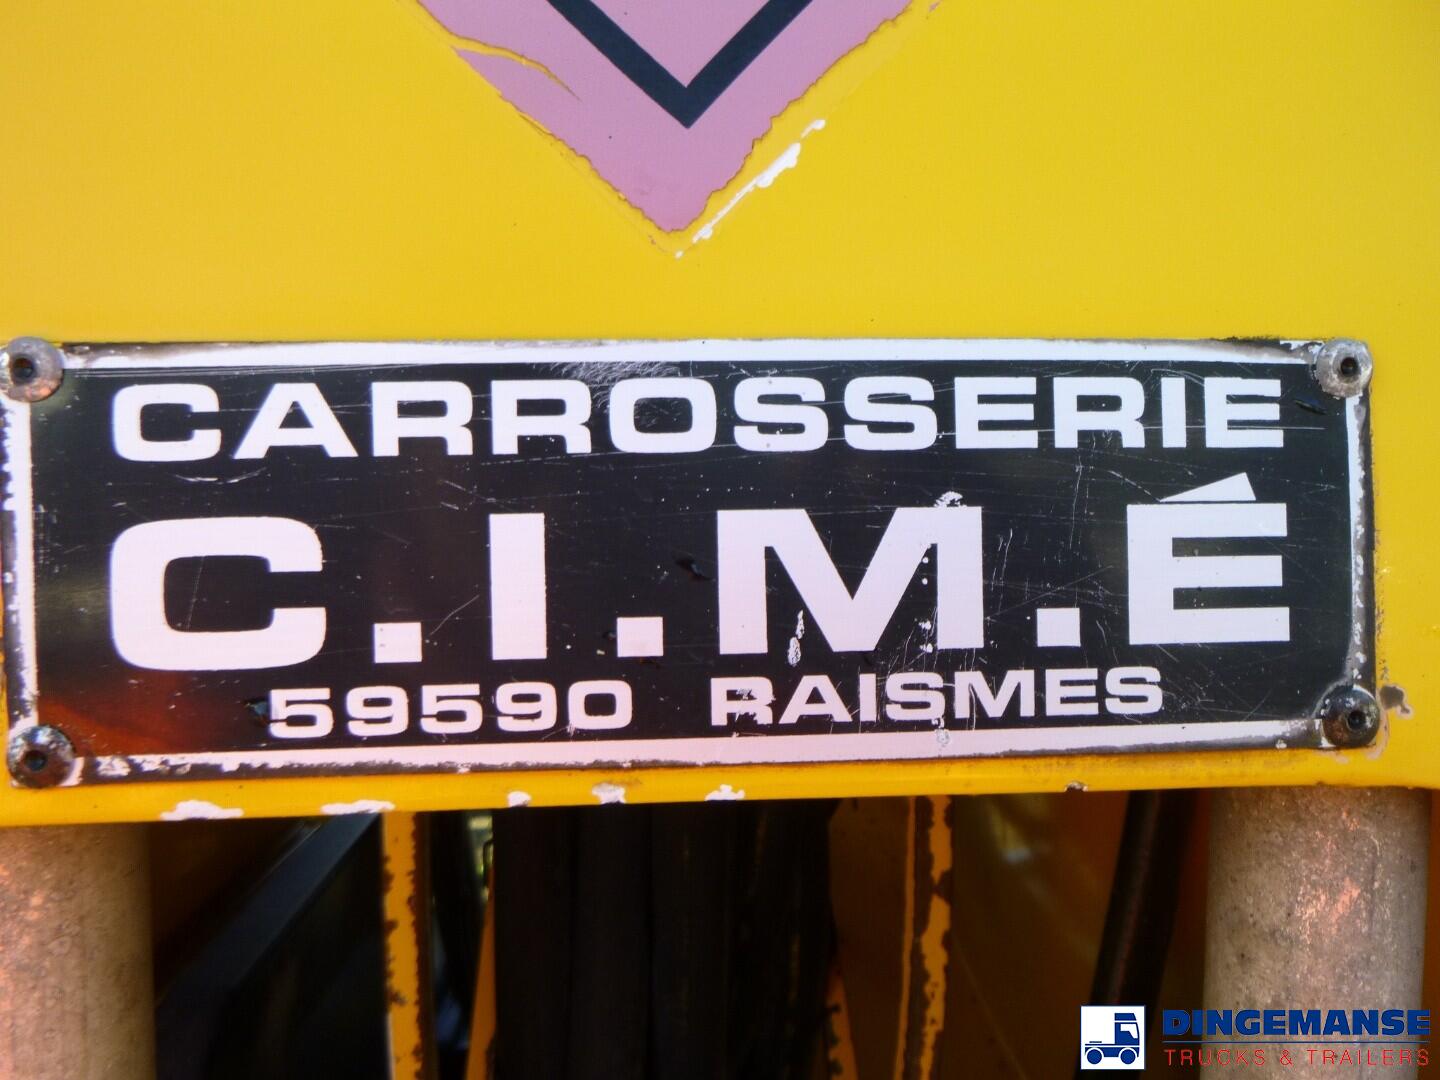 CARROSSERIE
C.I.M.É
59590 RAISMES
DINGEMANSE
TRUCKS & TRAILERS